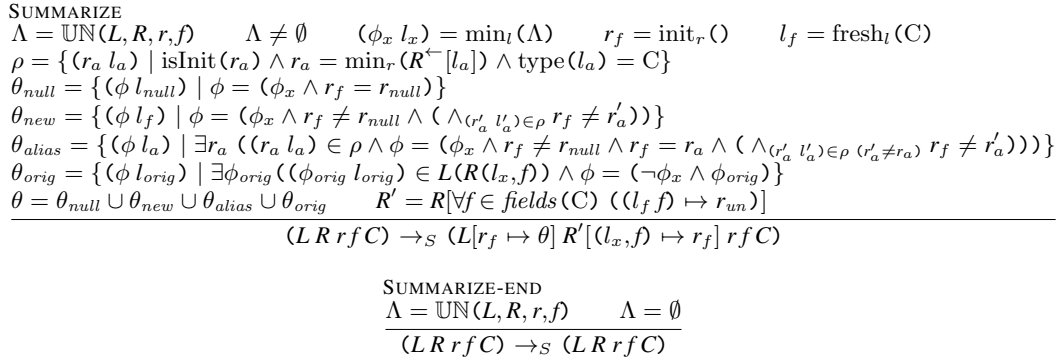 SUMMARIZE
Λ = 𝕌ℕ(L, R, r, f)   Λ ≠ ∅   (ϕ_x l_x) = min_l(Λ)   r_f = init_r()   l_f = fresh_l(C)
ρ = {(r_a l_a) | isInit(r_a) ∧ r_a = min_r(R^←[l_a]) ∧ type(l_a) = C}
θ_null = {(ϕ l_null) | ϕ = (ϕ_x ∧ r_f = r_null)}
θ_new = {(ϕ l_f) | ϕ = (ϕ_x ∧ r_f ≠ r_null ∧ ( ∧_{(r'_a l'_a)∈ρ} r_f ≠ r'_a))}
θ_alias = {(ϕ l_a) | ∃r_a ((r_a l_a) ∈ ρ ∧ ϕ = (ϕ_x ∧ r_f ≠ r_null ∧ r_f = r_a ∧ ( ∧_{(r'_a l'_a)∈ρ (r'_a≠r_a)} r_f ≠ r'_a)))}
θ_orig = {(ϕ l_orig) | ∃ϕ_orig((ϕ_orig l_orig) ∈ L(R(l_x, f)) ∧ ϕ = (¬ϕ_x ∧ ϕ_orig)}
θ = θ_null ∪ θ_new ∪ θ_alias ∪ θ_orig   R' = R[∀f ∈ fields(C) ((l_f f) ↦ r_un)]
(L R r f C) →_S (L[r_f ↦ θ] R'[(l_x, f) ↦ r_f] r f C)
SUMMARIZE-END
Λ = 𝕌ℕ(L, R, r, f)   Λ = ∅
(L R r f C) →_S (L R r f C)